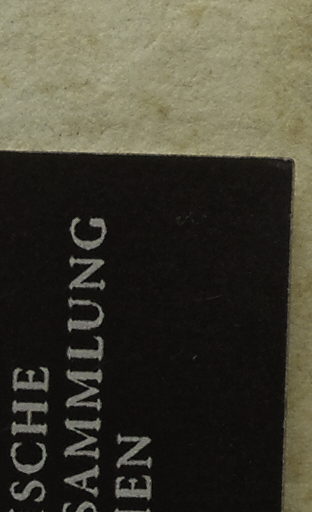 ISCHE
SAMMLUNG
IEN